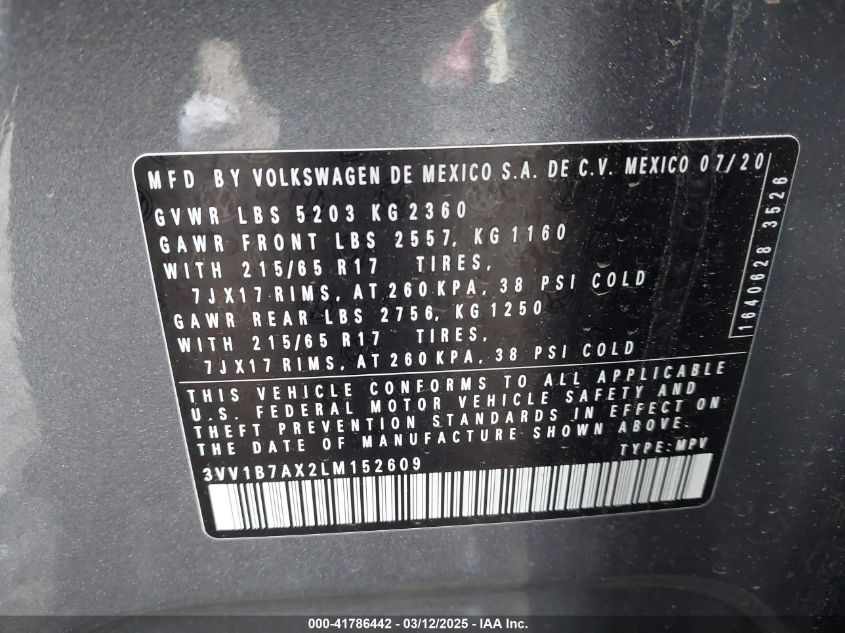 MFD BY VOLKSWAGEN DE MEXICO S.A. DE C.V. MEXICO 07/20
GVWR LBS 5203 KG 2360
GAWR FRONT LBS 2557, KG 1160
WITH 215/65 R17 TIRES,
7JX17 RIMS, AT 260 KPA, 38 PSI COLD
GAWR REAR LBS 2756, KG 1250
WITH 215/65 R17 TIRES,
7JX17 RIMS, AT 260 KPA, 38 PSI COLD
1640628 3526
THIS VEHICLE CONFORMS TO ALL APPLICABLE
U.S. FEDERAL MOTOR VEHICLE SAFETY AND
THEFT PREVENTION STANDARDS IN EFFECT ON
THE DATE OF MANUFACTURE SHOWN ABOVE.
TYPE: MPV
3VV1B7AX2LM152609
000-41786442 - 03/12/2025 - IAA Inc.